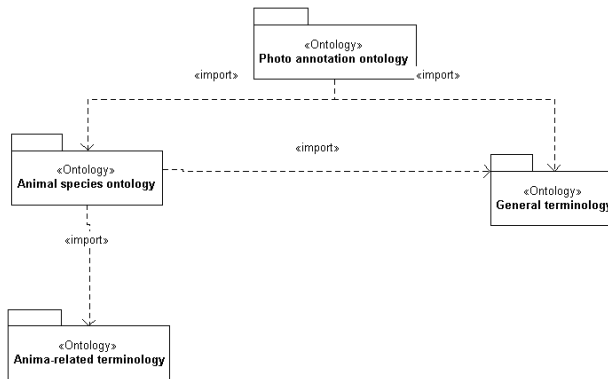 «Ontology»
Photo annotation ontology
«import»
«import»
«import»
«Ontology»
Animal species ontology
«Ontology»
General terminology
«import»
«Ontology»
Anima-related terminology